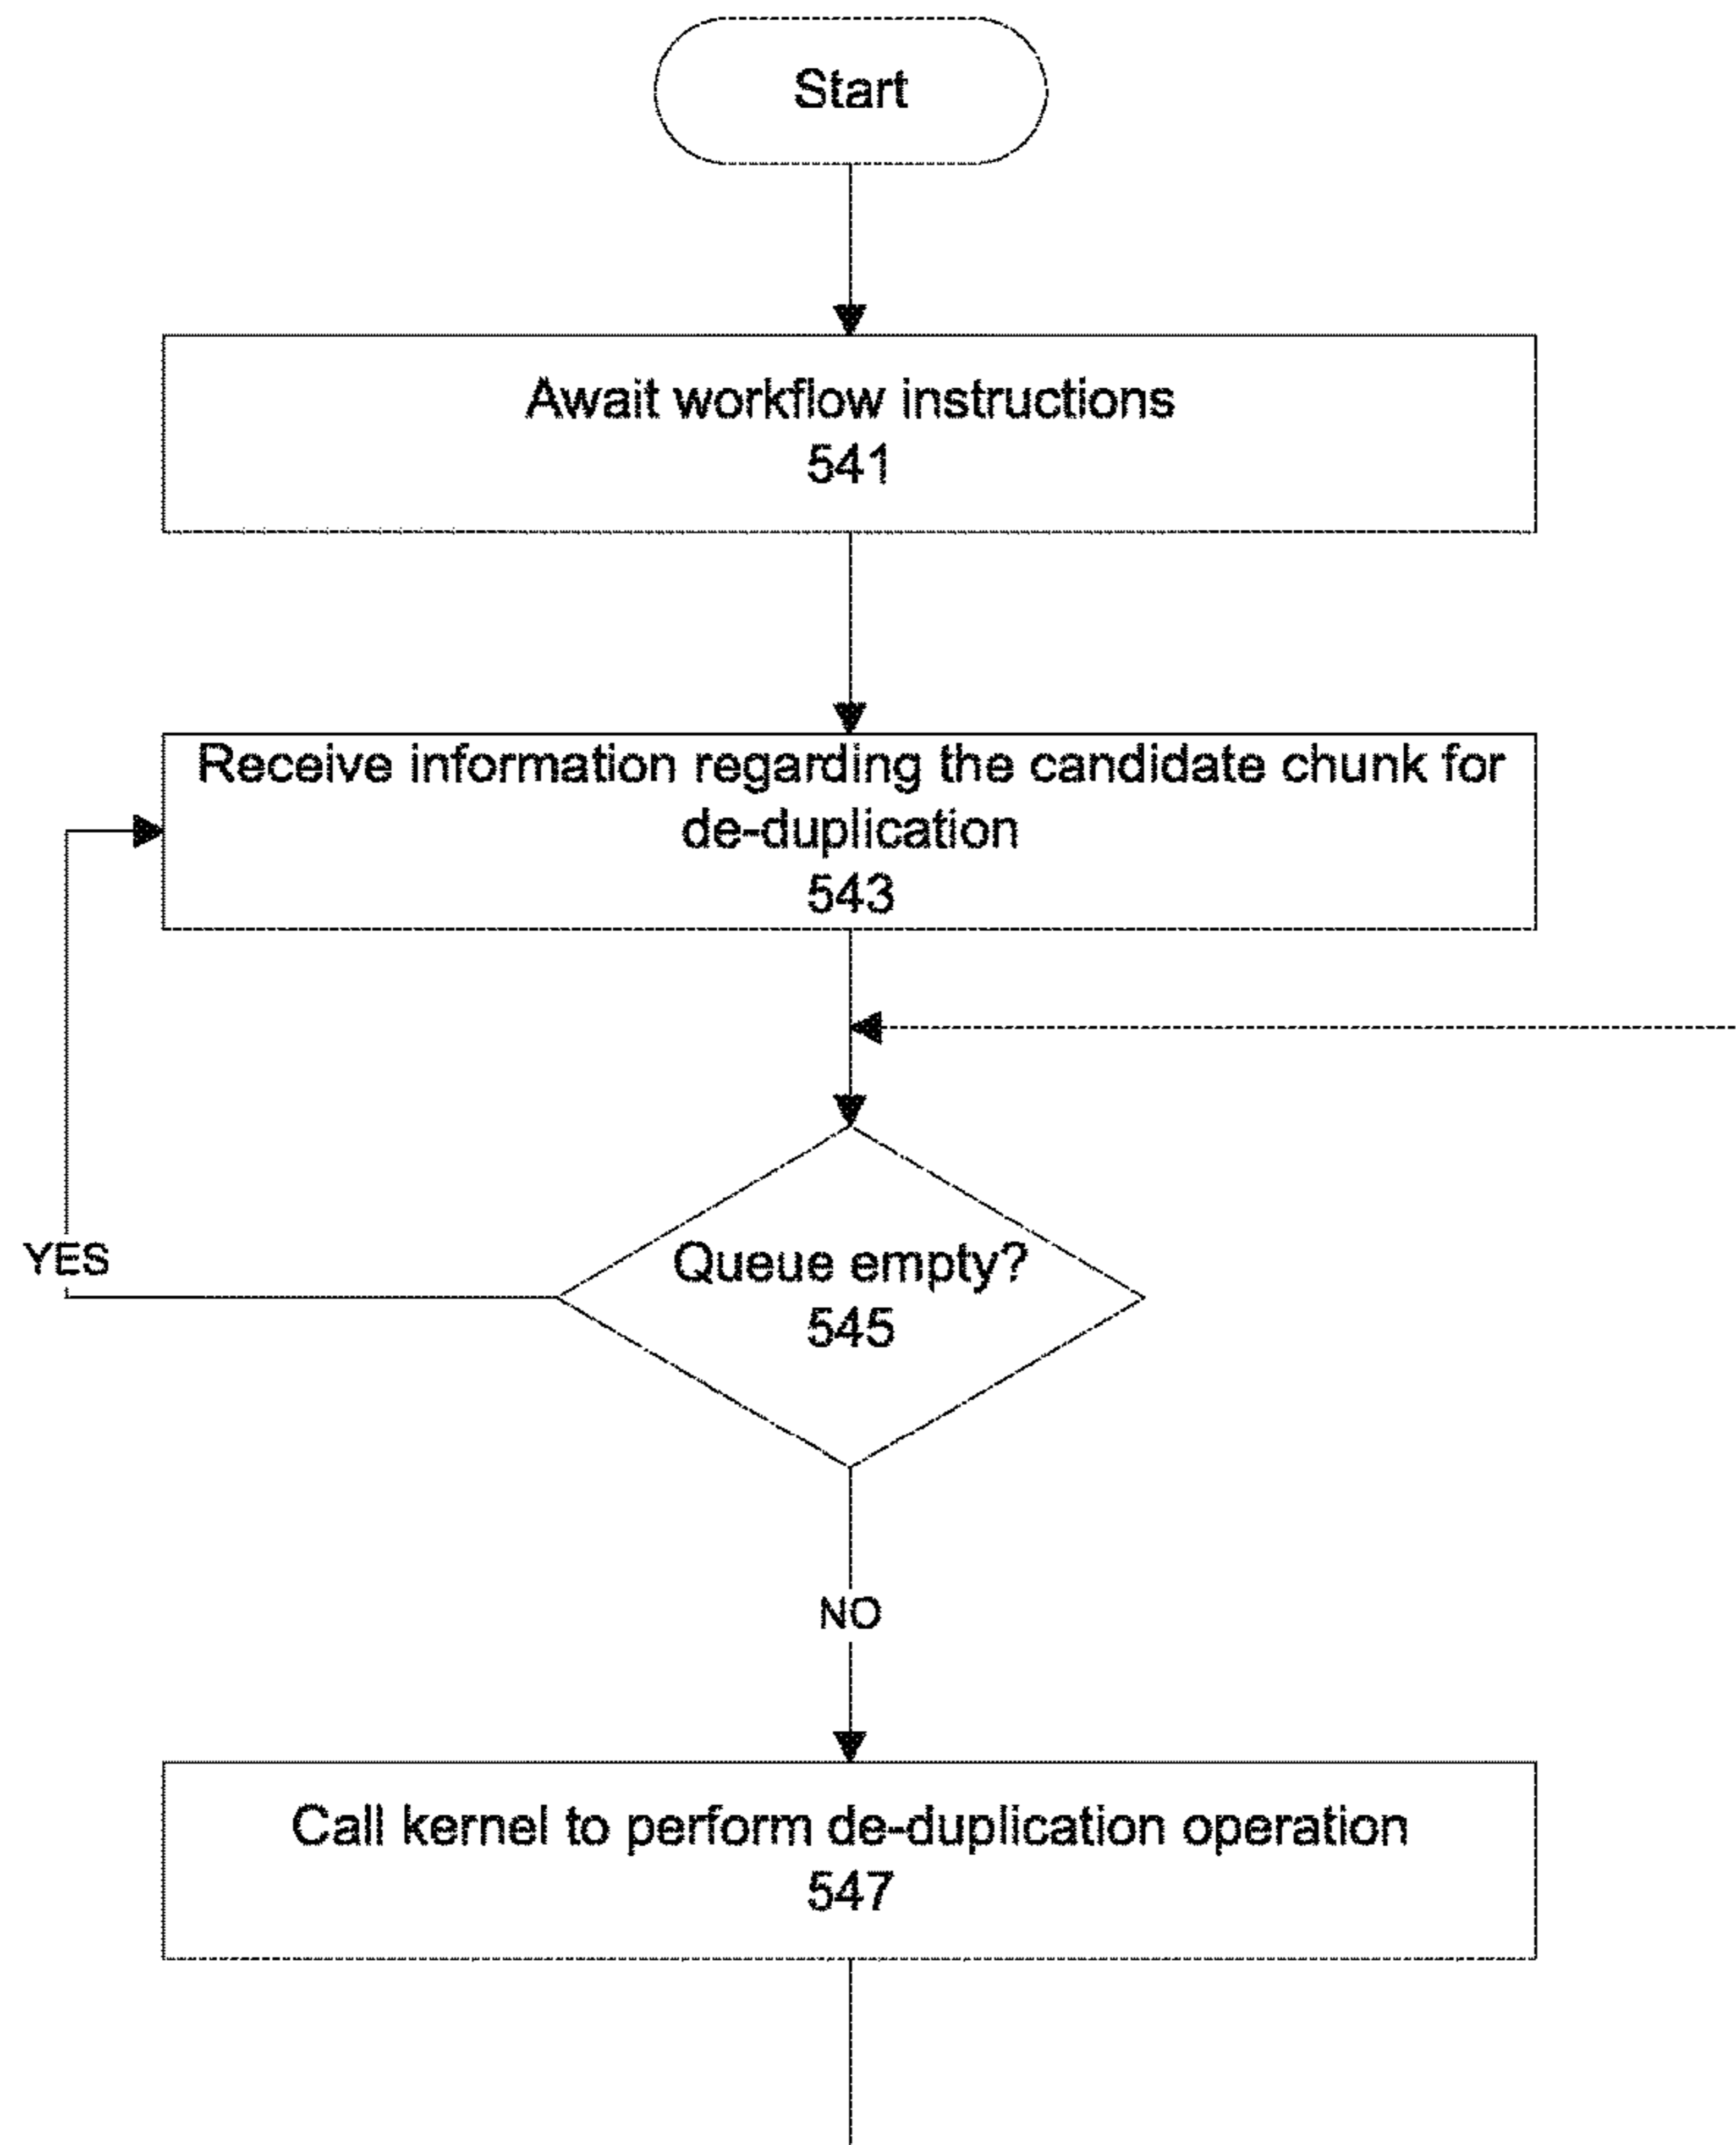 Start
Await workflow instructions
541
Receive information regarding the candidate chunk for
de-duplication
543
Queue empty?
545
YES
NO
Call kernel to perform de-duplication operation
547